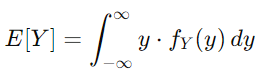 E[Y] = ∫_{-∞}^{∞} y · f_Y(y) dy